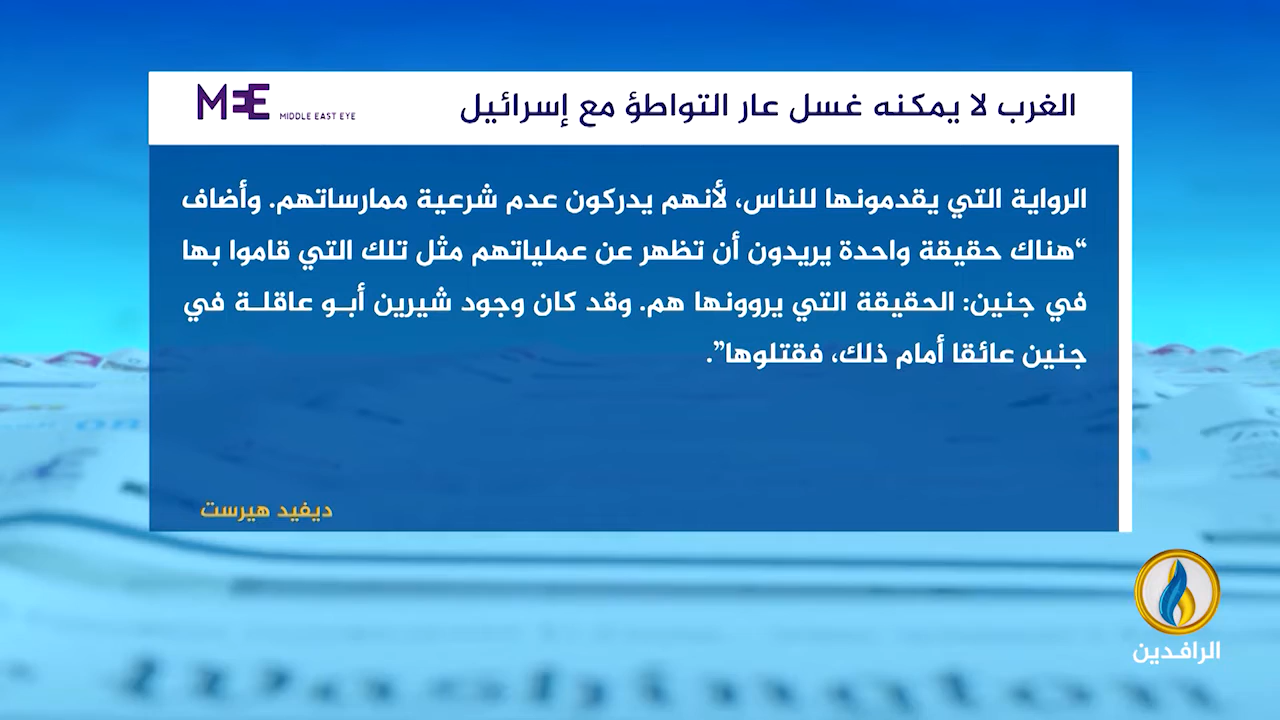 الغرب لا يمكنه غسل عار التواطؤ مع إسرائيل
MEE MIDDLE EAST EYE
الرواية التي يقدمونها للناس، لأنهم يدركون عدم شرعية ممارساتهم. وأضاف
“هناك حقيقة واحدة يريدون أن تظهر عن عملياتهم مثل تلك التي قاموا بها
في جنين: الحقيقة التي يروونها هم. وقد كان وجود شيرين أبـو عاقلـة في
جنين عائقا أمام ذلك، فقتلوها”.
ديفيد هيرست
الرافدين
Washington